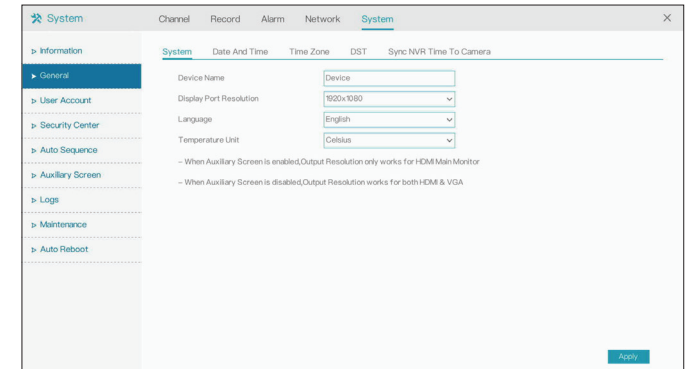 System Channel Record Alarm Network System
Information
General
User Account
Security Center
Auto Sequence
Auxiliary Screen
Logs
Maintenance
Auto Reboot
System Date And Time Time Zone DST Sync NVR Time To Camera
Device Name Device
Display Port Resolution 1920x1080
Language English
Temperature Unit Celsius
- When Auxiliary Screen is enabled,Output Resolution only works for HDMI Main Monitor
- When Auxiliary Screen is disabled,Output Resolution works for both HDMI & VGA
Apply